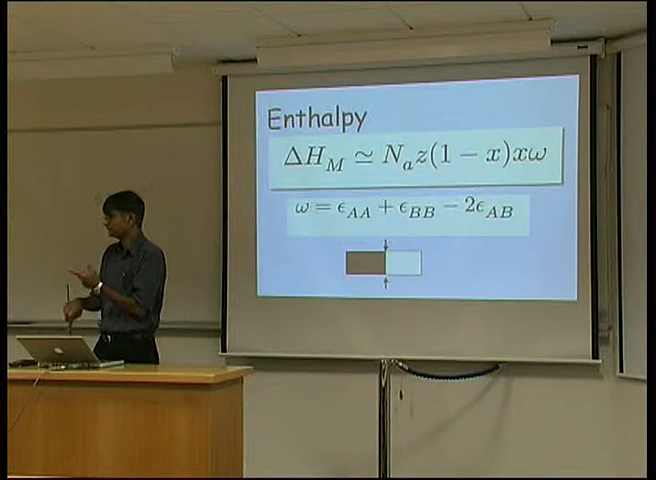 Enthalpy
ΔH_M ≃ N_a z(1 − x)xω
ω = ϵ_AA + ϵ_BB − 2ϵ_AB